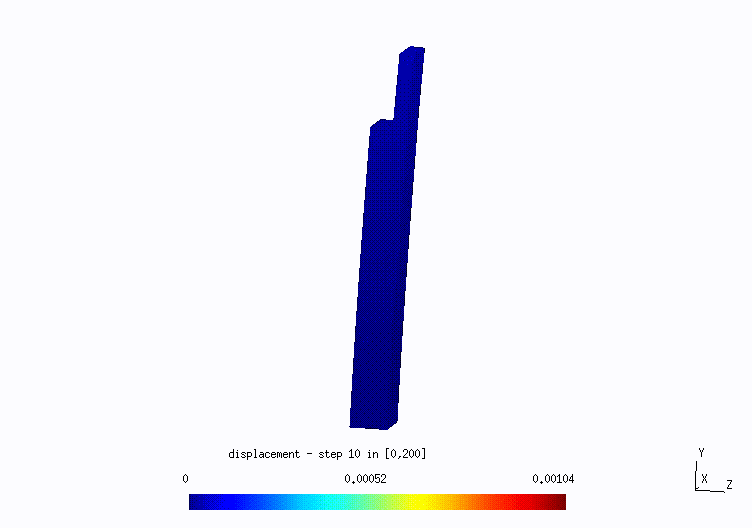 displacement - step 10 in [0,200]
0 0.00052 0.00104
Y
X
Z